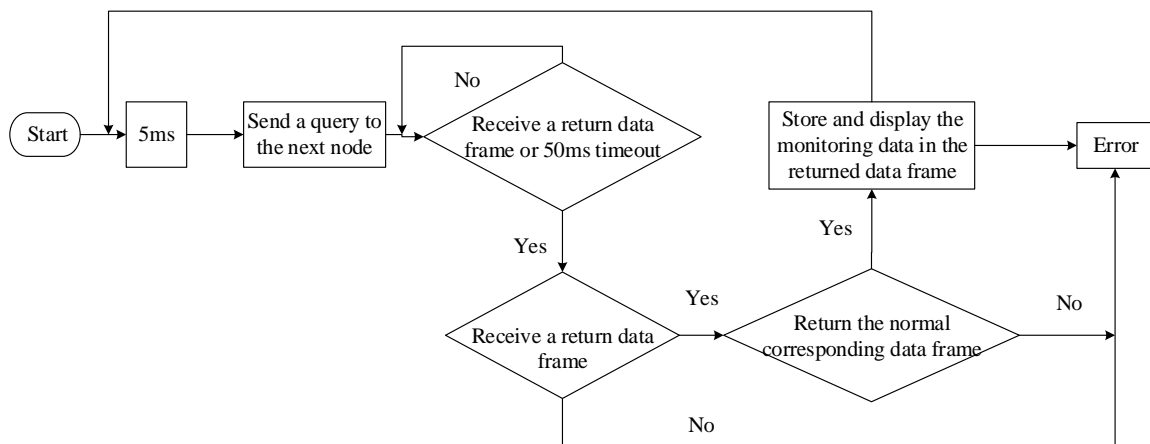 Start
5ms
Send a query to
the next node
No
Receive a return data
frame or 50ms timeout
Store and display the
monitoring data in the
returned data frame
Error
Yes
Yes
Receive a return data
frame
Yes
Return the normal
corresponding data frame
No
No